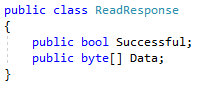 public class ReadResponse
{
    public bool Successful;
    public byte[] Data;
}